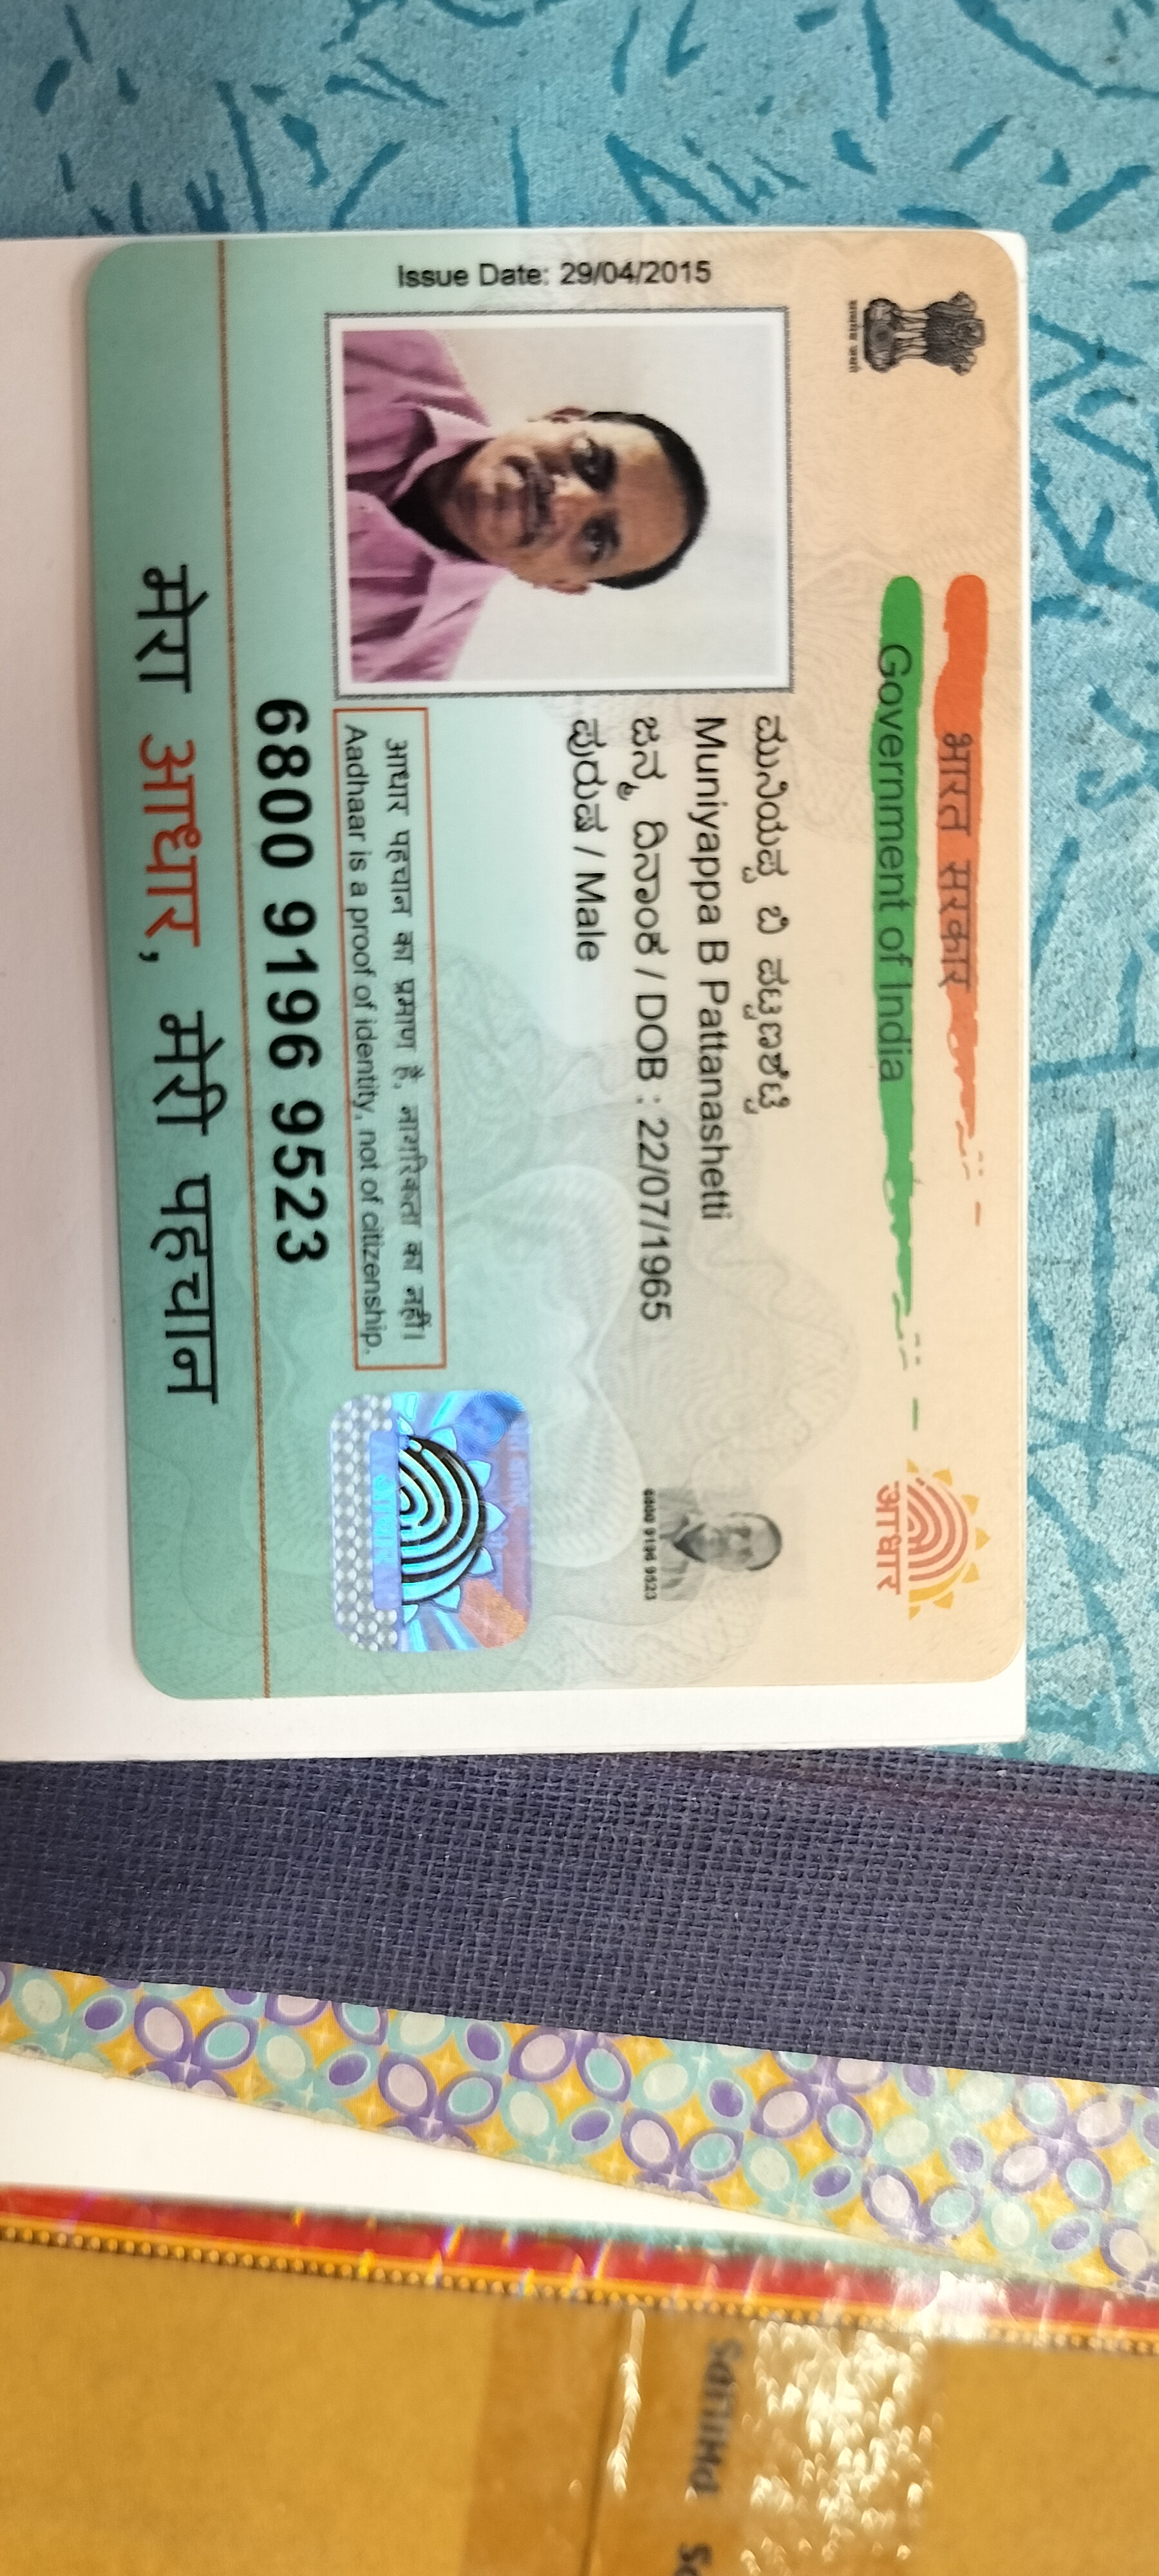 भारत सरकार
Government of India
आधार
Issue Date: 29/04/2015
ಮುನಿಯಪ್ಪ ಬಿ ಪಟ್ಟಣಶೆಟ್ಟಿ
Muniyappa B Pattanashetti
ಜನ್ಮ ದಿನಾಂಕ / DOB : 22/07/1965
ಪುರುಷ / Male
6800 9196 9523
आधार पहचान का प्रमाण है, नागरिकता का नहीं।
Aadhaar is a proof of identity, not of citizenship.
6800 9196 9523
मेरा आधार, मेरी पहचान